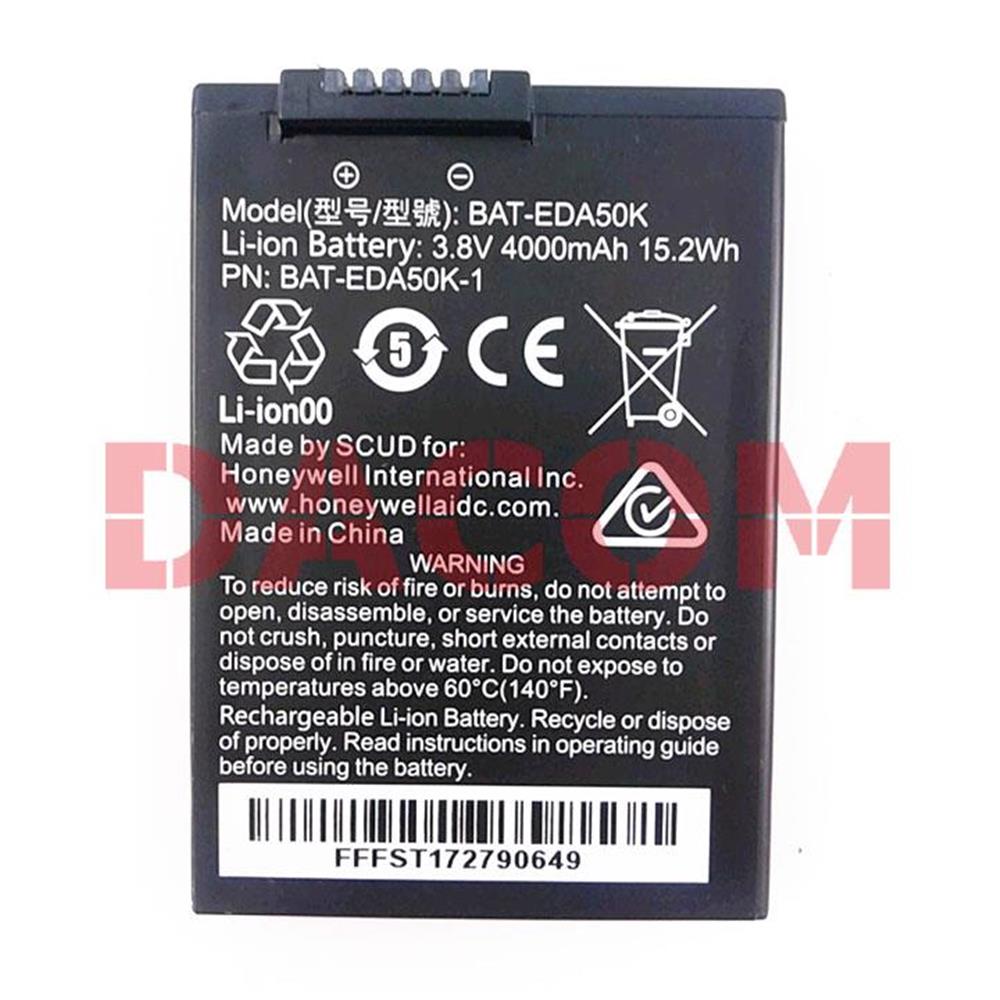 Model(型号/型號): BAT-EDA50K
Li-ion Battery: 3.8V 4000mAh 15.2Wh
PN: BAT-EDA50K-1
5
CE
Li-ion00
Made by SCUD for:
Honeywell International Inc.
www.honeywellaidc.com.
Made in China
DACOM
WARNING
To reduce risk of fire or burns, do not attempt to
open, disassemble, or service the battery. Do
not crush, puncture, short external contacts or
dispose of in fire or water. Do not expose to
temperatures above 60°C(140°F).
Rechargeable Li-ion Battery. Recycle or dispose
of properly. Read instructions in operating guide
before using the battery.
FFFST172790649